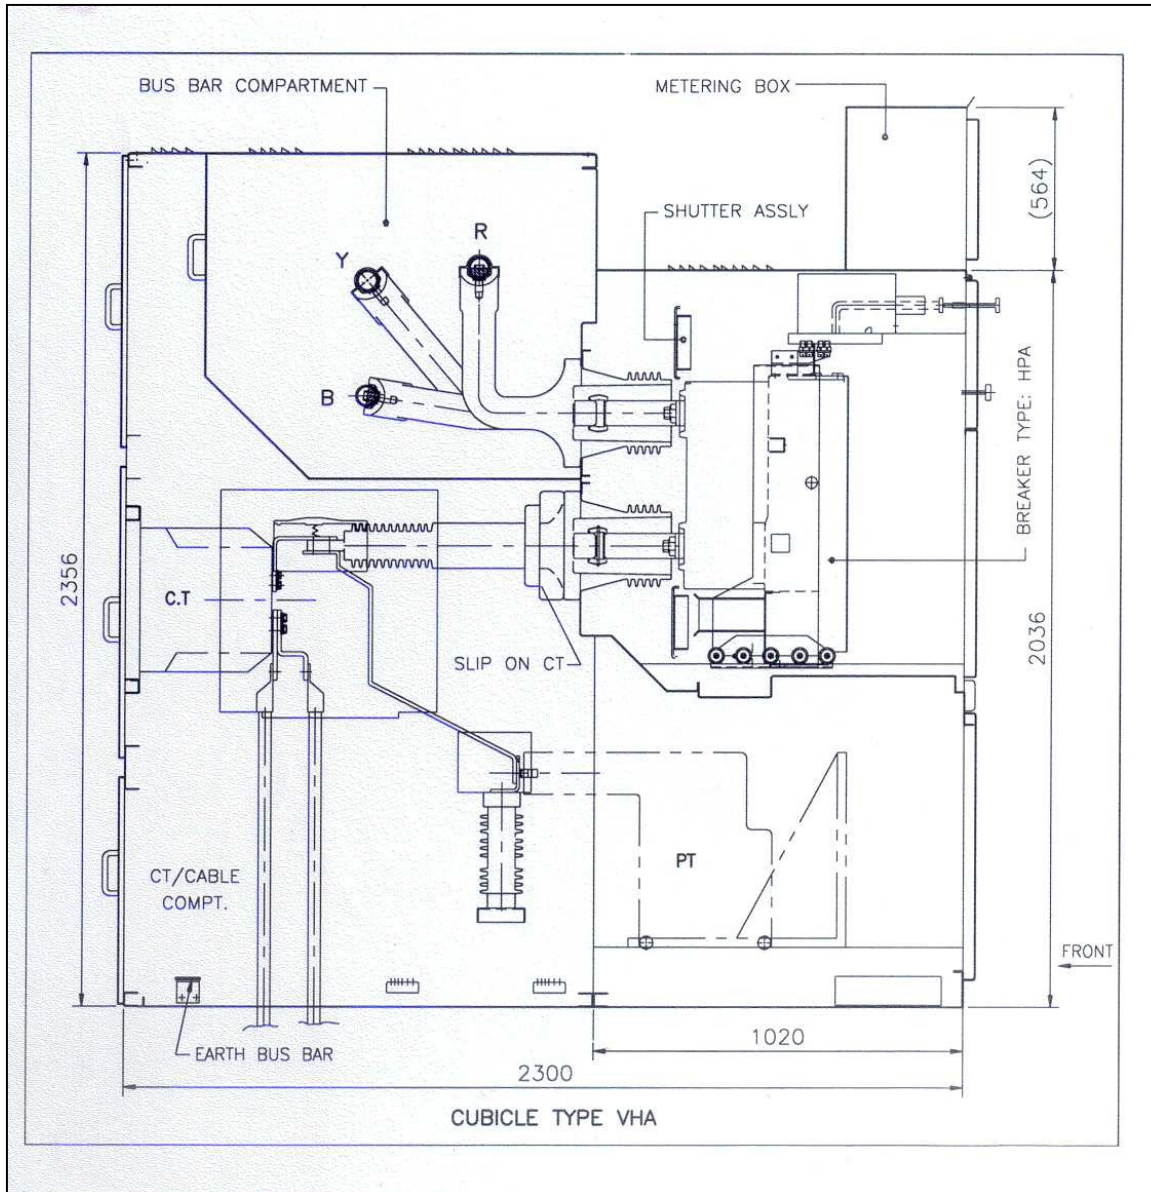 BUS BAR COMPARTMENT
METERING BOX
(564)
SHUTTER ASSLY
R
Y
B
BREAKER TYPE: HPA
2356
C.T
SLIP ON CT
2036
PT
CT/CABLE
COMPT.
FRONT
EARTH BUS BAR
1020
2300
CUBICLE TYPE VHA